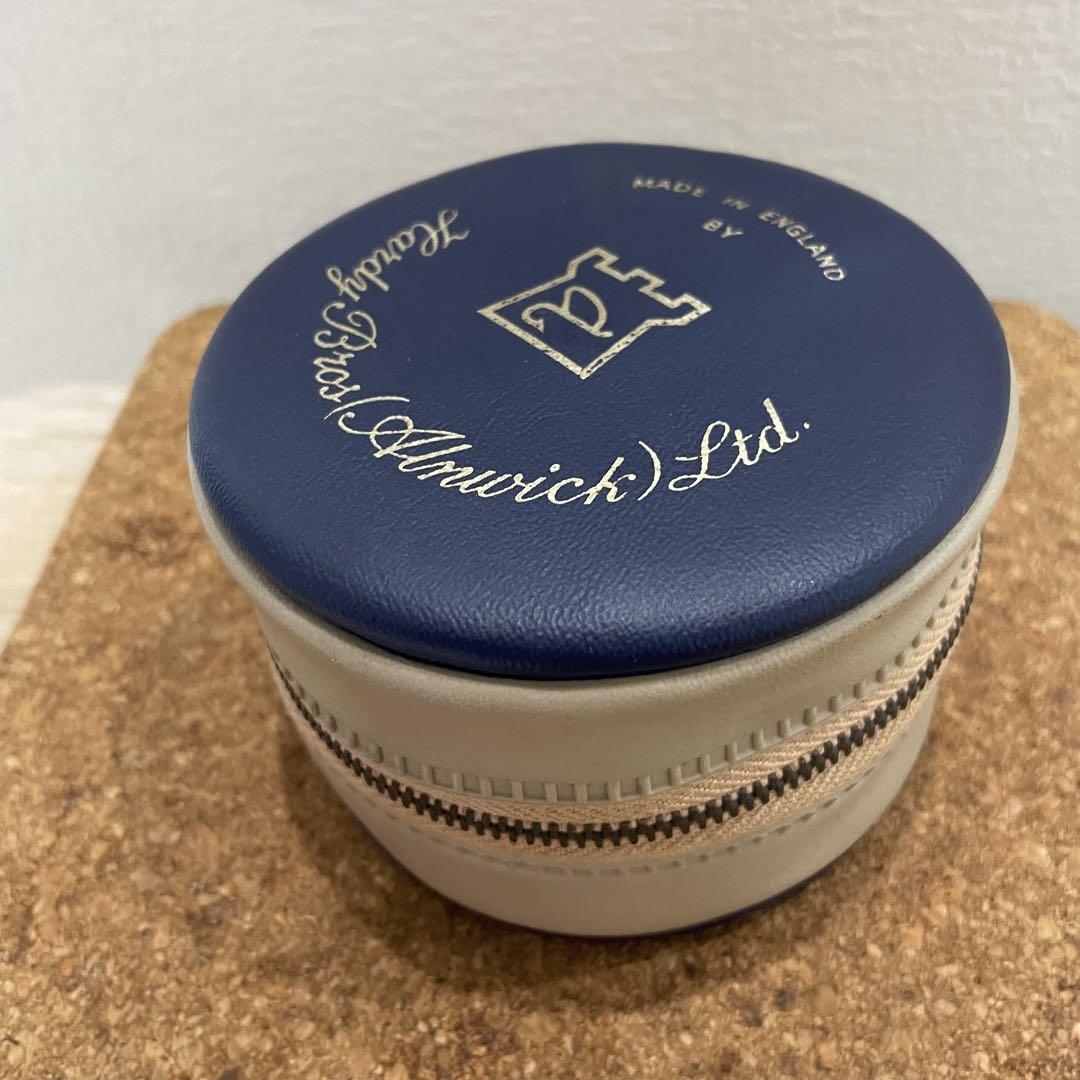 MADE IN ENGLAND
BY
a
Hardy Bros (Alnwick) Ltd.